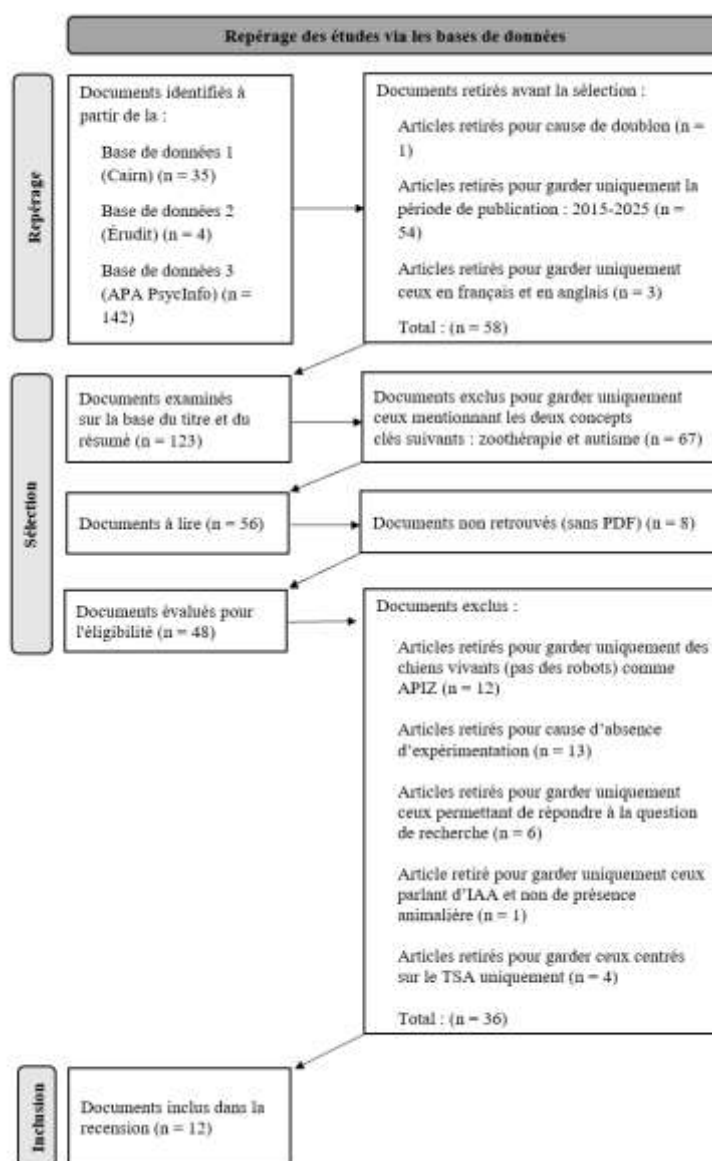 Repérage des études via les bases de données
Repérage
Documents identifiés à
partir de la :
Base de données 1
(Cairn) (n = 35)
Base de données 2
(Érudit) (n = 4)
Base de données 3
(APA PsycInfo) (n =
142)
Documents retirés avant la sélection :
Articles retirés pour cause de doublon (n =
1)
Articles retirés pour garder uniquement la
période de publication : 2015-2025 (n =
54)
Articles retirés pour garder uniquement
ceux en français et en anglais (n = 3)
Total : (n = 58)
Sélection
Documents examinés
sur la base du titre et du
résumé (n = 123)
Documents exclus pour garder uniquement
ceux mentionnant les deux concepts
clés suivants : zoothérapie et autisme (n = 67)
Documents à lire (n = 56)
Documents non retrouvés (sans PDF) (n = 8)
Documents évalués pour
l'éligibilité (n = 48)
Documents exclus :
Articles retirés pour garder uniquement des
chiens vivants (pas des robots) comme
APIZ (n = 12)
Articles retirés pour cause d'absence
d'expérimentation (n = 13)
Articles retirés pour garder uniquement
ceux permettant de répondre à la question
de recherche (n = 6)
Article retiré pour garder uniquement ceux
parlant d'IAA et non de présence
animalière (n = 1)
Articles retirés pour garder ceux centrés
sur le TSA uniquement (n = 4)
Total : (n = 36)
Inclusion
Documents inclus dans la
recension (n = 12)